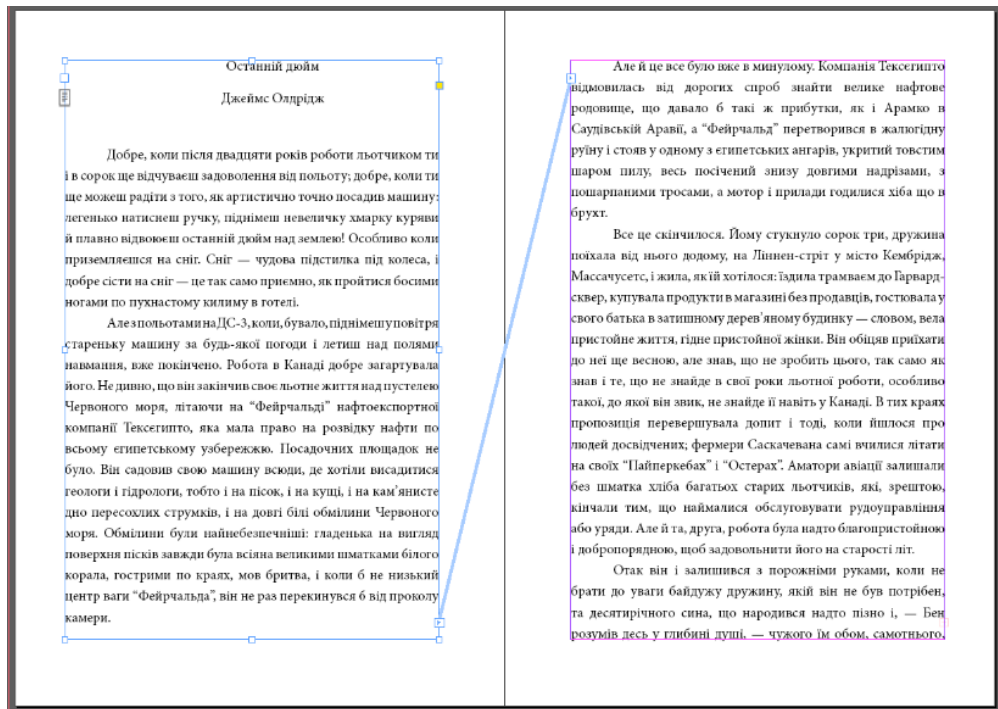 Останній дюйм
Джеймс Олдрідж
Добре, коли після двадцяти років роботи льотчиком ти
і в сорок ще відчуваєш задоволення від польоту; добре, коли ти
ще можеш радіти з того, як артистично точно посадив машину:
легенько натиснеш ручку, піднімеш невеличку хмарку куряви
й плавно відвоюєш останній дюйм над землею! Особливо коли
приземляєшся на сніг. Сніг — чудова підстилка під колеса, і
добре сісти на сніг — це так само приємно, як пройтися босими
ногами по пухнастому килиму в готелі.
Але з польотами на ДС-3, коли, бувало, піднімеш у повітря
стареньку машину за будь-якої погоди і летиш над полями
навмання, вже покінчено. Робота в Канаді добре загартувала
його. Не дивно, що він закінчив своє льотне життя над пустелею
Червоного моря, літаючи на “Фейрчальді” нафтоекспортної
компанії Тексєгипто, яка мала право на розвідку нафти по
всьому єгипетському узбережжю. Посадочних площадок не
було. Він садовив свою машину всюди, де хотіли висадитися
геологи і гідрологи, тобто і на пісок, і на кущі, і на кам’янисте
дно пересохлих струмків, і на довгі білі обмілини Червоного
моря. Обмілини були найнебезпечніші: гладенька на вигляд
поверхня пісків завжди була всіяна великими шматками білого
корала, гострими по краях, мов бритва, і коли б не низький
центр ваги “Фейрчальда”, він не раз перекинувся б від проколу
камери.
Але й це все було вже в минулому. Компанія Тексєгипто
відмовилась від дорогих спроб знайти велике нафтове
родовище, що давало б такі ж прибутки, як і Арамко в
Саудівській Аравії, а “Фейрчальд” перетворився в жалюгідну
руїну і стояв у одному з єгипетських ангарів, укритий товстим
шаром пилу, весь посічений знизу довгими надрізами, з
пошарпаними тросами, а мотор і прилади годилися хіба що в
брухт.
Все це скінчилося. Йому стукнуло сорок три, дружина
поїхала від нього додому, на Ліннен-стріт у місто Кембрідж,
Массачусетс, і жила, як їй хотілося: їздила трамваєм до Гарвард-
сквер, купувала продукти в магазині без продавців, гостювала у
свого батька в затишному дерев’яному будинку — словом, вела
пристойне життя, гідне пристойної жінки. Він обіцяв приїхати
до неї ще весною, але знав, що не зробить цього, так само як
знав і те, що не знайде в свої роки льотної роботи, особливо
такої, до якої він звик, не знайде її навіть у Канаді. В тих краях
пропозиція перевершувала допит і тоді, коли йшлося про
людей досвідчених; фермери Саскачевана самі вчилися літати
на своїх “Пайперкебах” і “Остерах”. Аматори авіації залишали
без шматка хліба багатьох старих льотчиків, які, зрештою,
кінчали тим, що наймалися обслуговувати рудоуправління
або уряди. Але й та, друга, робота була надто благопристойною
і добропорядною, щоб задовольнити його на старості літ.
Отак він і залишився з порожніми руками, коли не
брати до уваги байдужу дружину, якій він не був потрібен,
та десятирічного сина, що народився надто пізно і, — Бен
розумів десь у глибині душі, — чужого їм обом, самотнього,